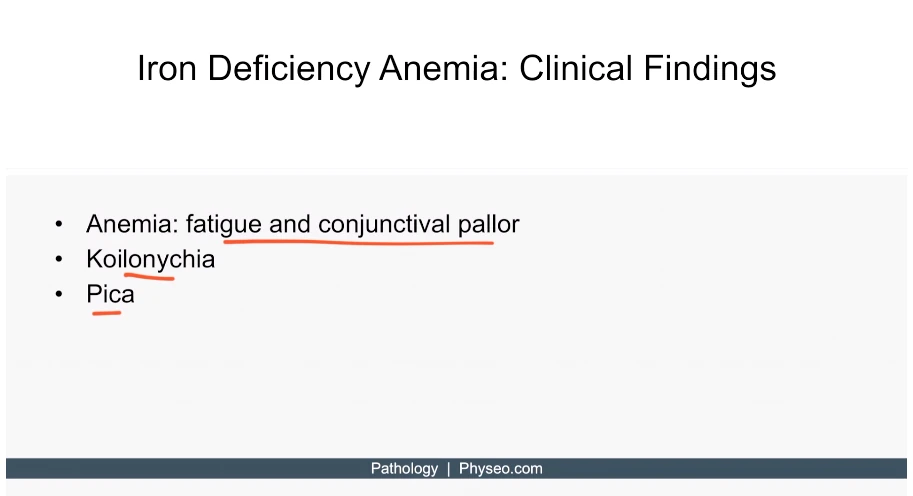 Iron Deficiency Anemia: Clinical Findings
• Anemia: fatigue and conjunctival pallor
• Koilonychia
• Pica
Pathology | Physeo.com